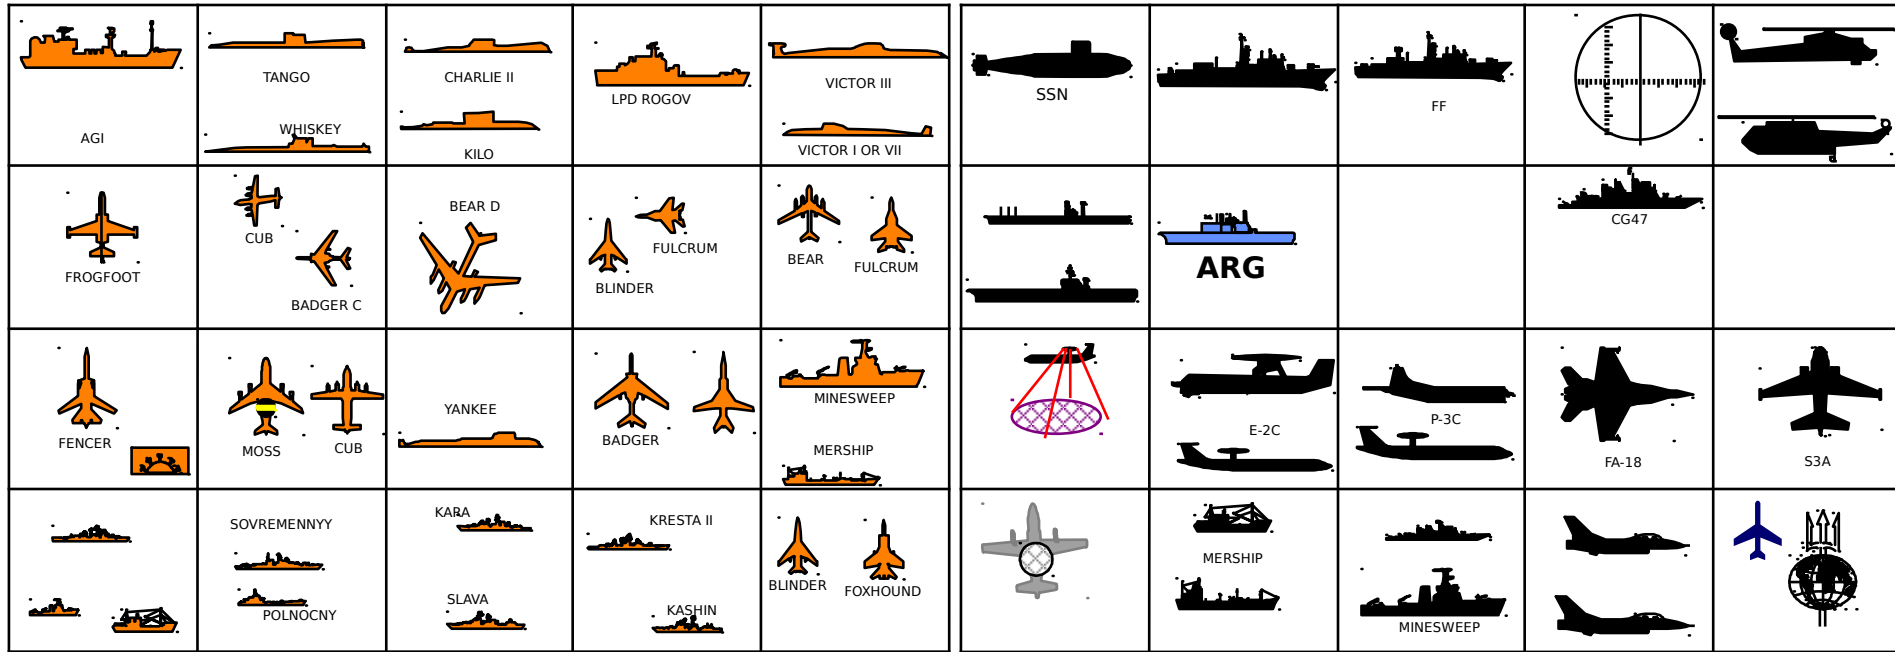 AGI
TANGO
WHISKEY
CHARLIE II
KILO
LPD ROGOV
VICTOR III
VICTOR I OR VII
SSN
FF
FROGFOOT
CUB
BADGER C
BEAR D
FULCRUM
BLINDER
BEAR
FULCRUM
ARG
CG47
FENCER
MOSS
CUB
YANKEE
BADGER
MINESWEEP
MERSHIP
E-2C
P-3C
FA-18
S3A
SOVREMENNYY
POLNOCNY
KARA
SLAVA
KRESTA II
KASHIN
BLINDER
FOXHOUND
MERSHIP
MINESWEEP